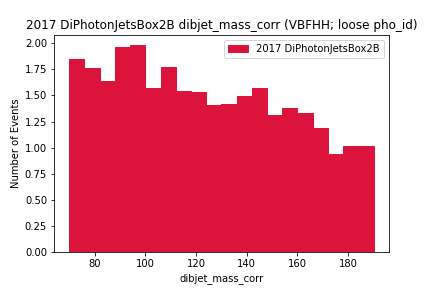 2017 DiPhotonJetsBox2B dibjet_mass_corr (VBFHH; loose pho_id)
2017 DiPhotonJetsBox2B
Number of Events
2.00
1.75
1.50
1.25
1.00
0.75
0.50
0.25
0.00
80 100 120 140 160 180
dibjet_mass_corr